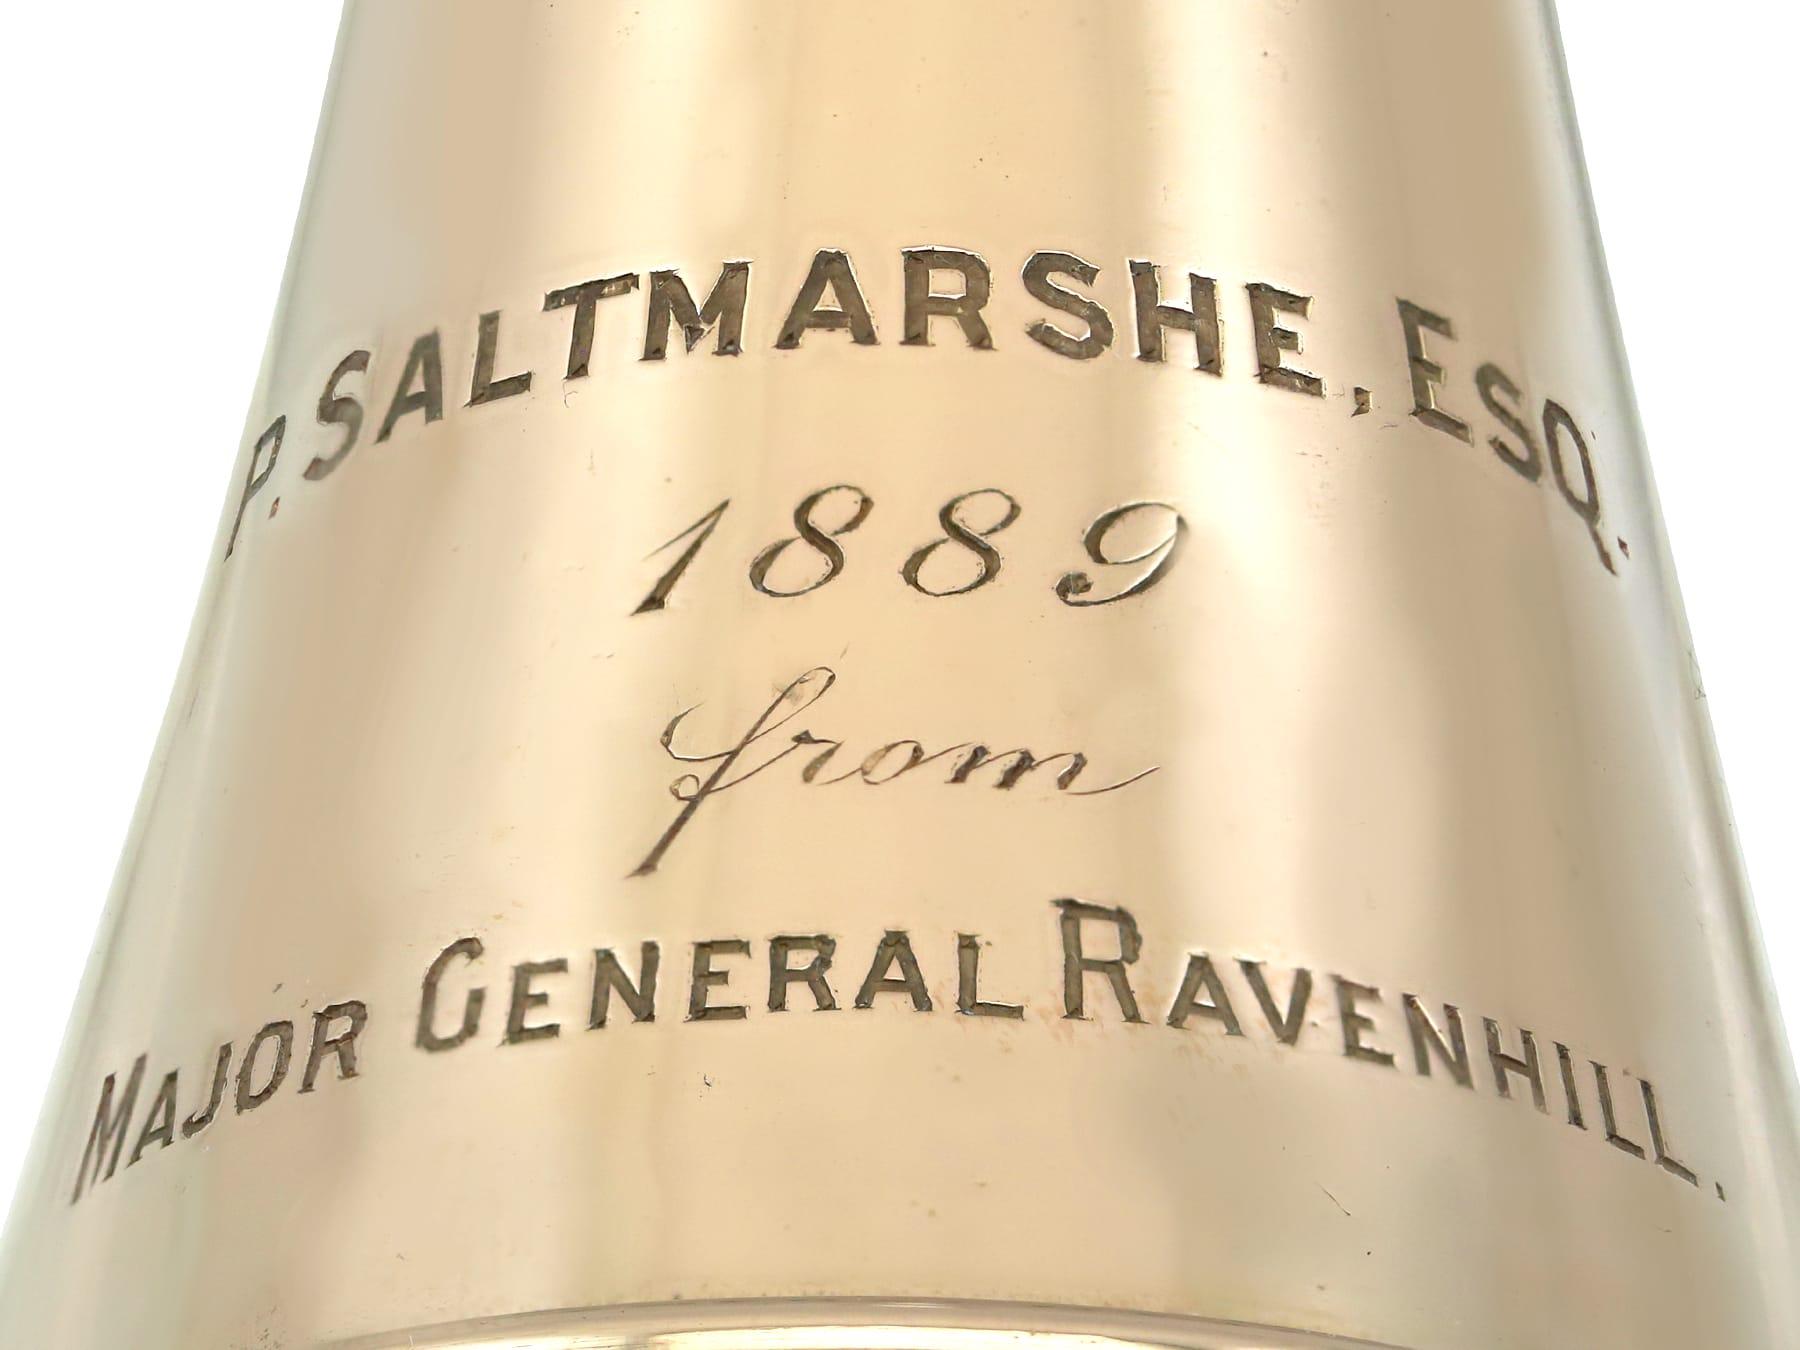 P. SALTMARSHE, ESQ.
1889
from
MAJOR GENERAL RAVENHILL.